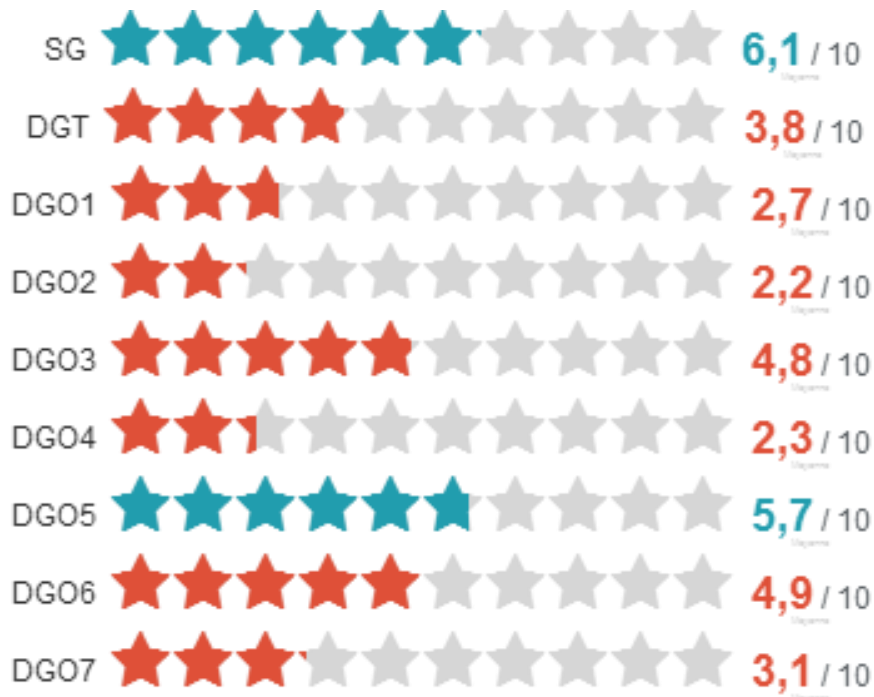 SG 6,1 / 10
DGT 3,8 / 10
DGO1 2,7 / 10
DGO2 2,2 / 10
DGO3 4,8 / 10
DGO4 2,3 / 10
DGO5 5,7 / 10
DGO6 4,9 / 10
DGO7 3,1 / 10